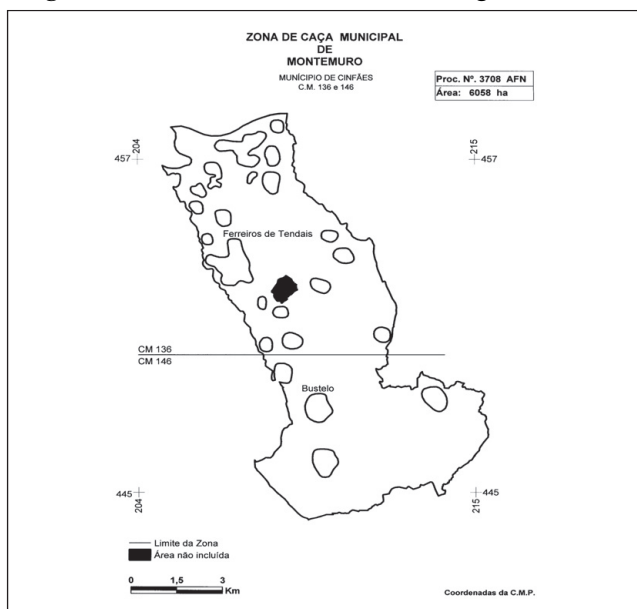 ZONA DE CAÇA MUNICIPAL
DE
MONTEMURO
MUNÍCIPIO DE CINFÃES
C.M. 136 e 146
Proc. Nº. 3708 AFN
Área: 6058 ha
204
457
215
457
Ferreiros de Tendais
CM 136
CM 146
Bustelo
445
204
445
215
Limite da Zona
Área não incluída
0 1,5 3
Km
Coordenadas da C.M.P.